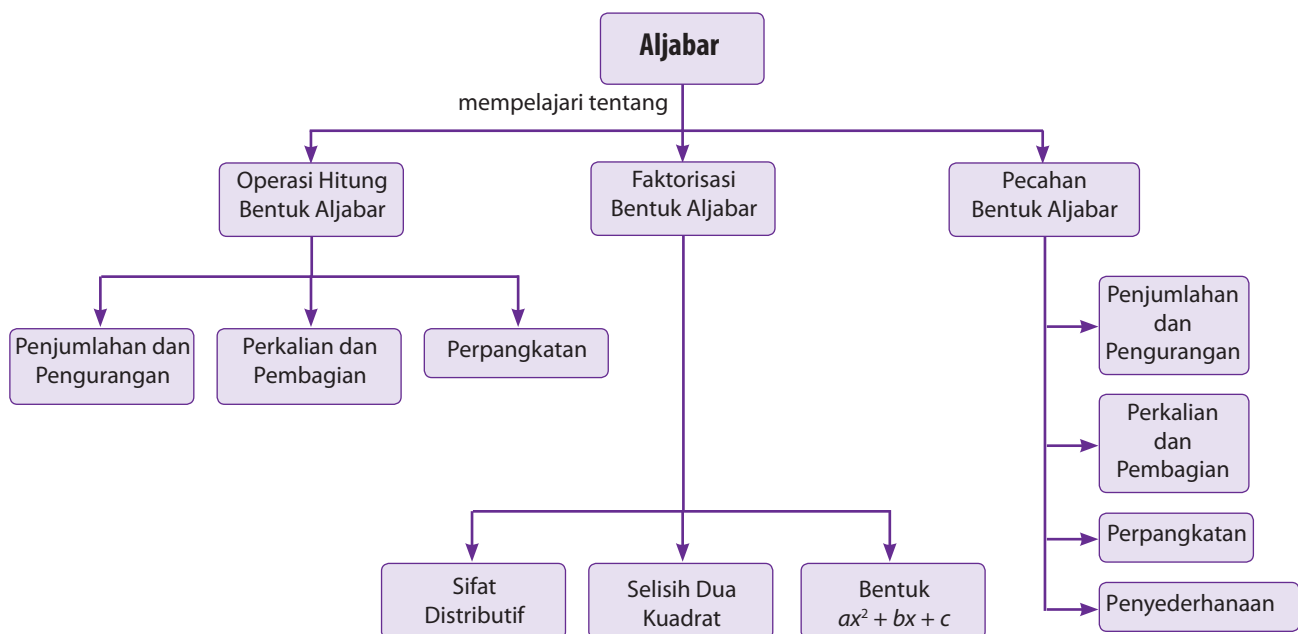 Aljabar
mempelajari tentang
Operasi Hitung
Bentuk Aljabar
Faktorisasi
Bentuk Aljabar
Pecahan
Bentuk Aljabar
Penjumlahan dan
Pengurangan
Perkalian dan
Pembagian
Perpangkatan
Sifat
Distributif
Selisih Dua
Kuadrat
Bentuk
ax² + bx + c
Penjumlahan
dan
Pengurangan
Perkalian
dan
Pembagian
Perpangkatan
Penyederhanaan